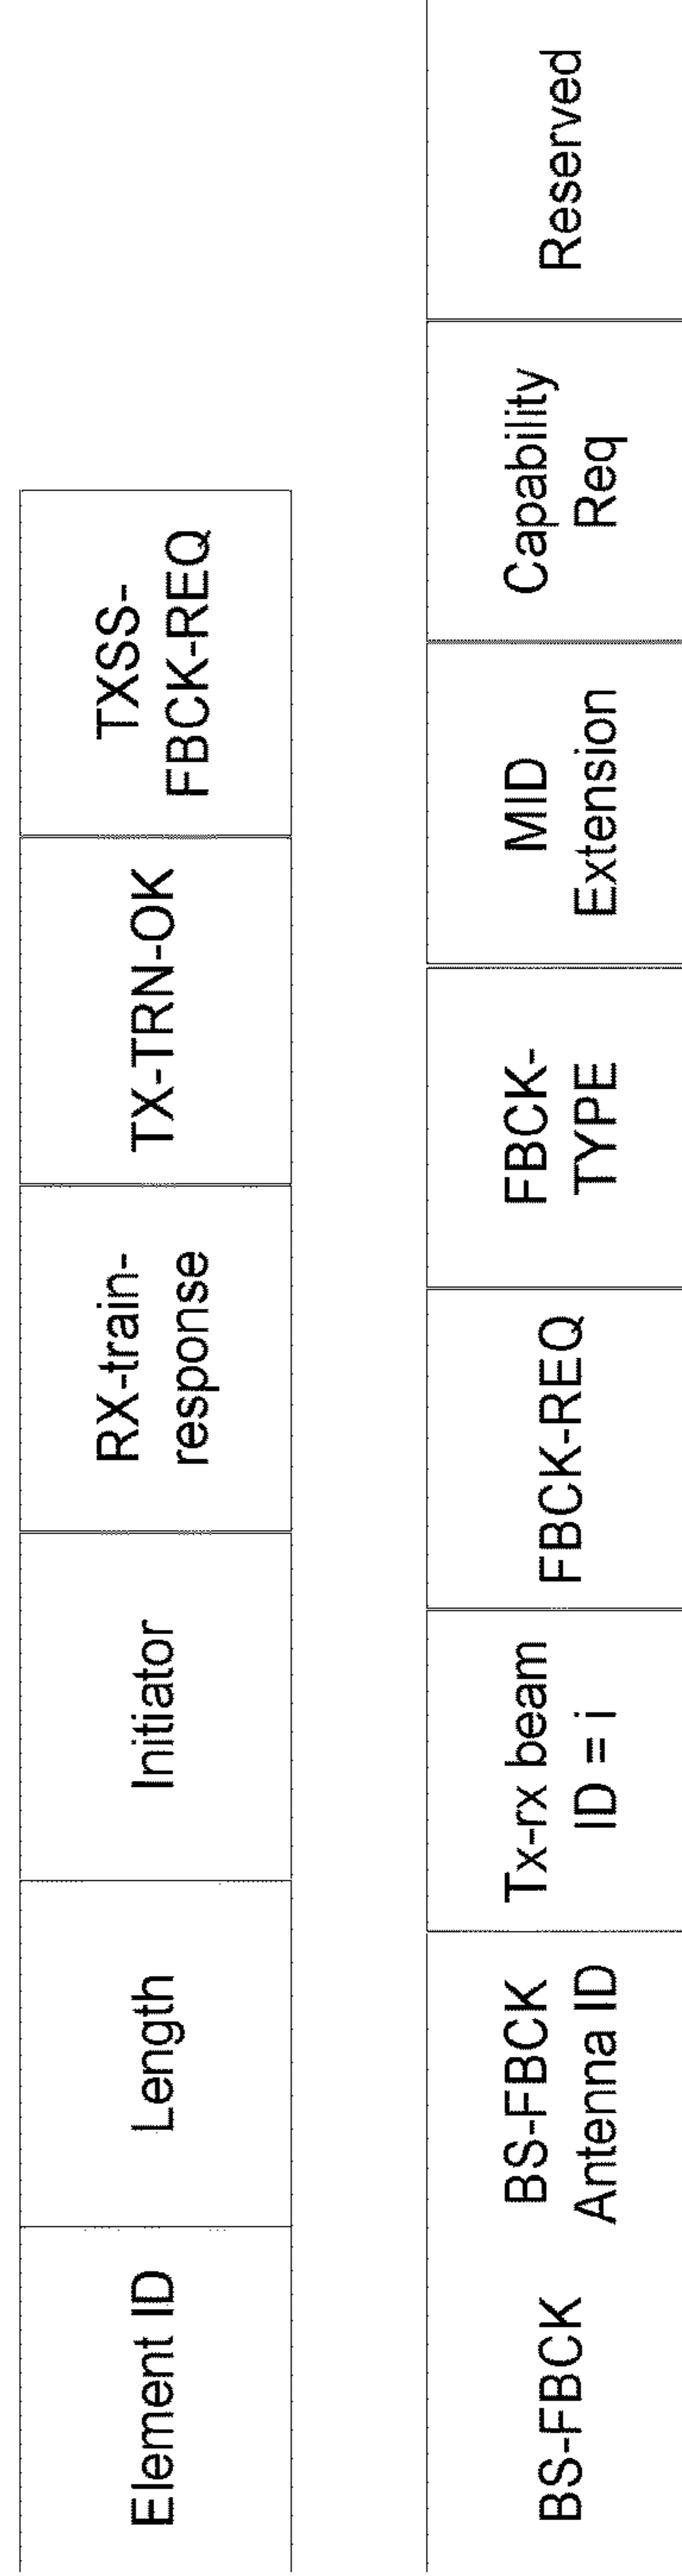 Element ID
Length
Initiator
RX-train-
response
TX-TRN-OK
TXSS-
FBCK-REQ
BS-FBCK
BS-FBCK
Antenna ID
Tx-rx beam
ID = i
FBCK-REQ
FBCK-
TYPE
MID
Extension
Capability
Req
Reserved